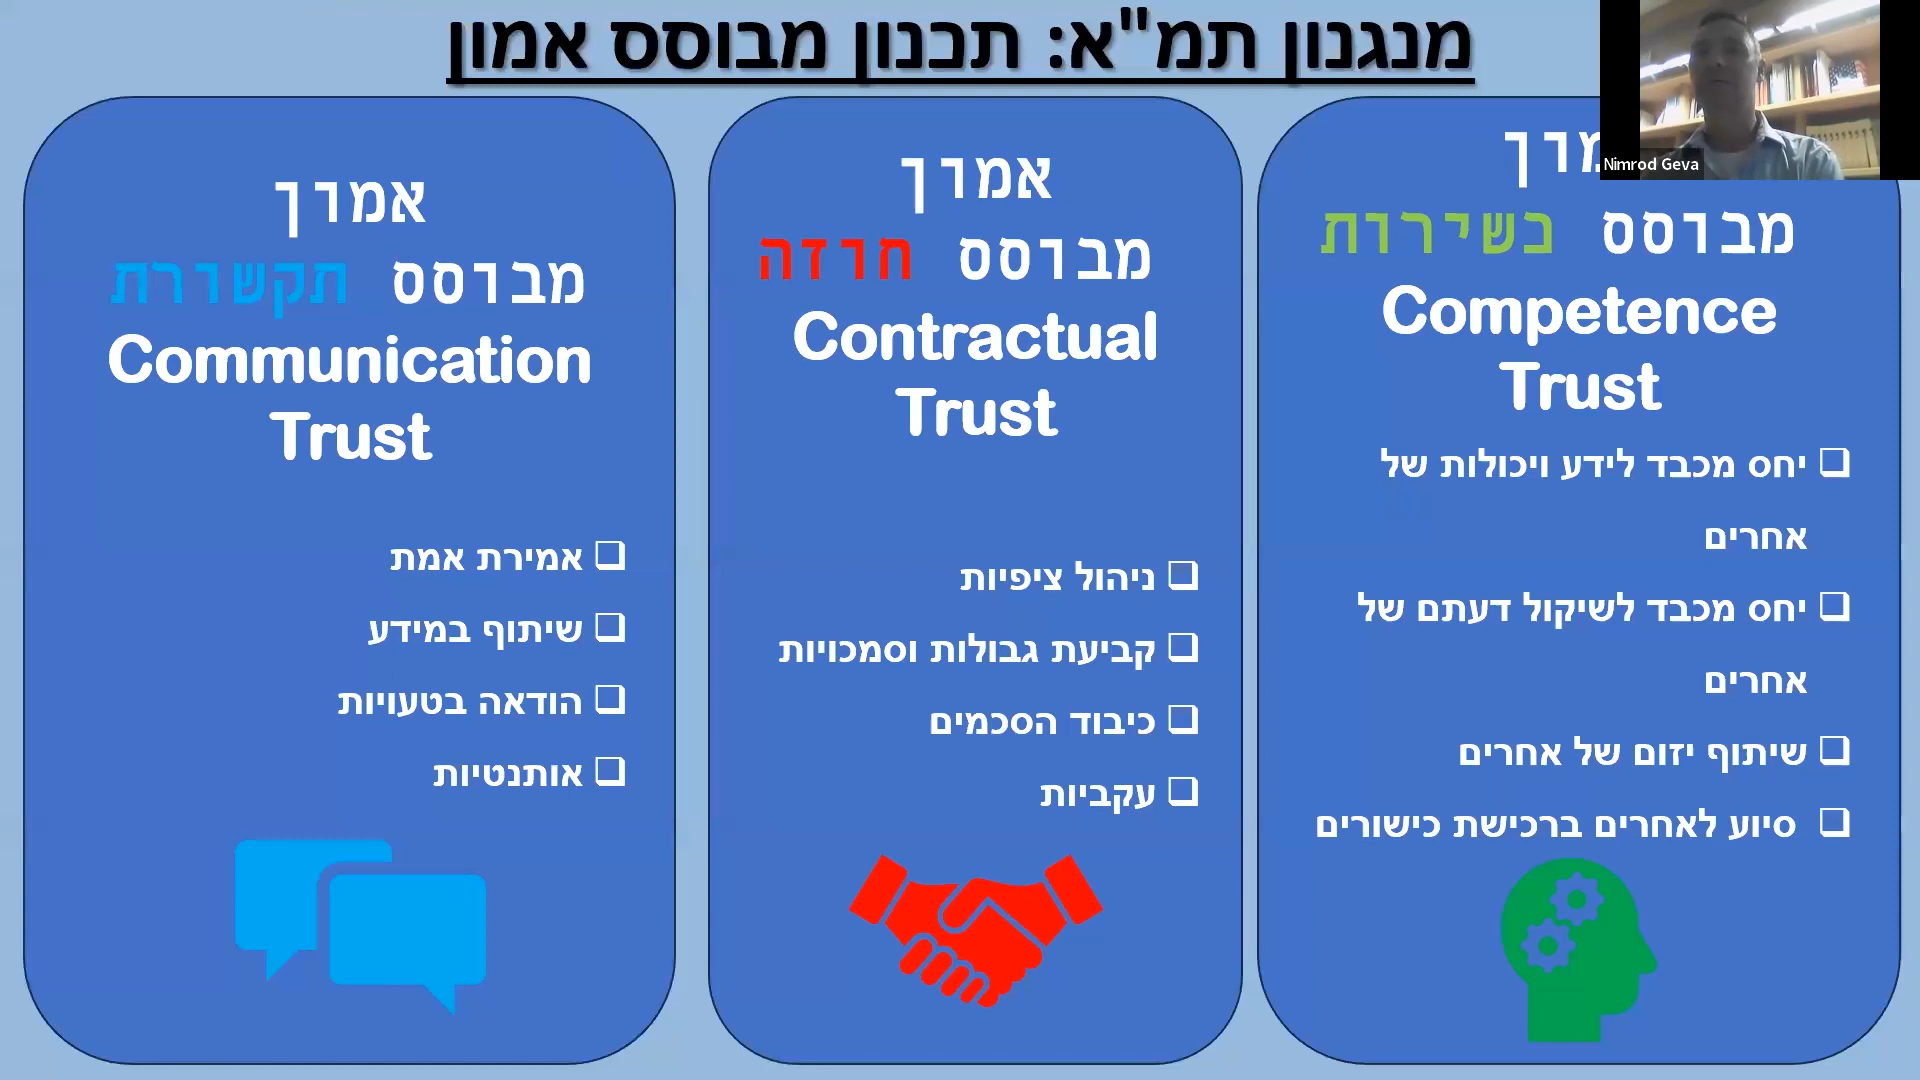 מנגנון תמ"א: תכנון מבוסס אמון
Nimrod Geva
מבוסס כשירות
Competence
Trust
יחס מכבד לידע ויכולות של
אחרים
יחס מכבד לשיקול דעתם של
אחרים
שיתוף יזום של אחרים
סיוע לאחרים ברכישת כישורים
אמון
מבוסס חוזה
Contractual
Trust
ניהול ציפיות
קביעת גבולות וסמכויות
כיבוד הסכמים
עקביות
אמון
מבוסס תקשורת
Communication
Trust
אמירת אמת
שיתוף במידע
הודאה בטעויות
אותנטיות